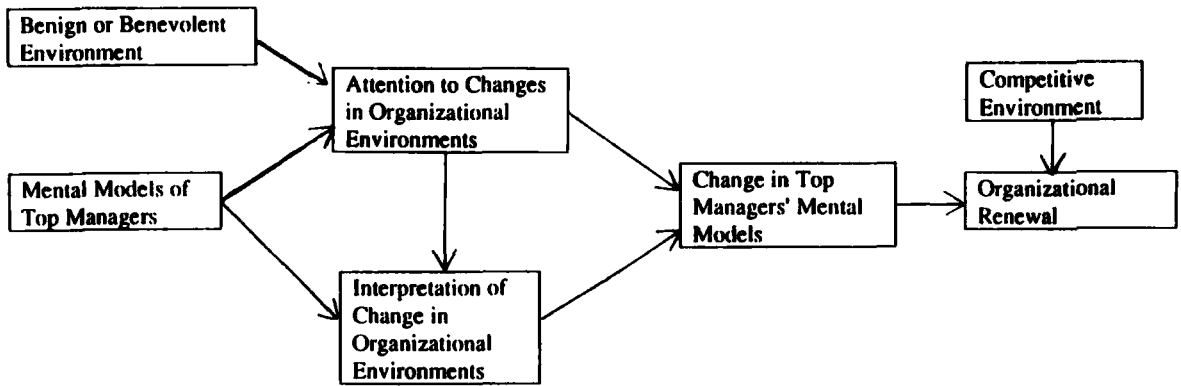 Benign or Benevolent
Environment
Attention to Changes
in Organizational
Environments
Competitive
Environment
Mental Models of
Top Managers
Change in Top
Managers' Mental
Models
Organizational
Renewal
Interpretation of
Change in
Organizational
Environments